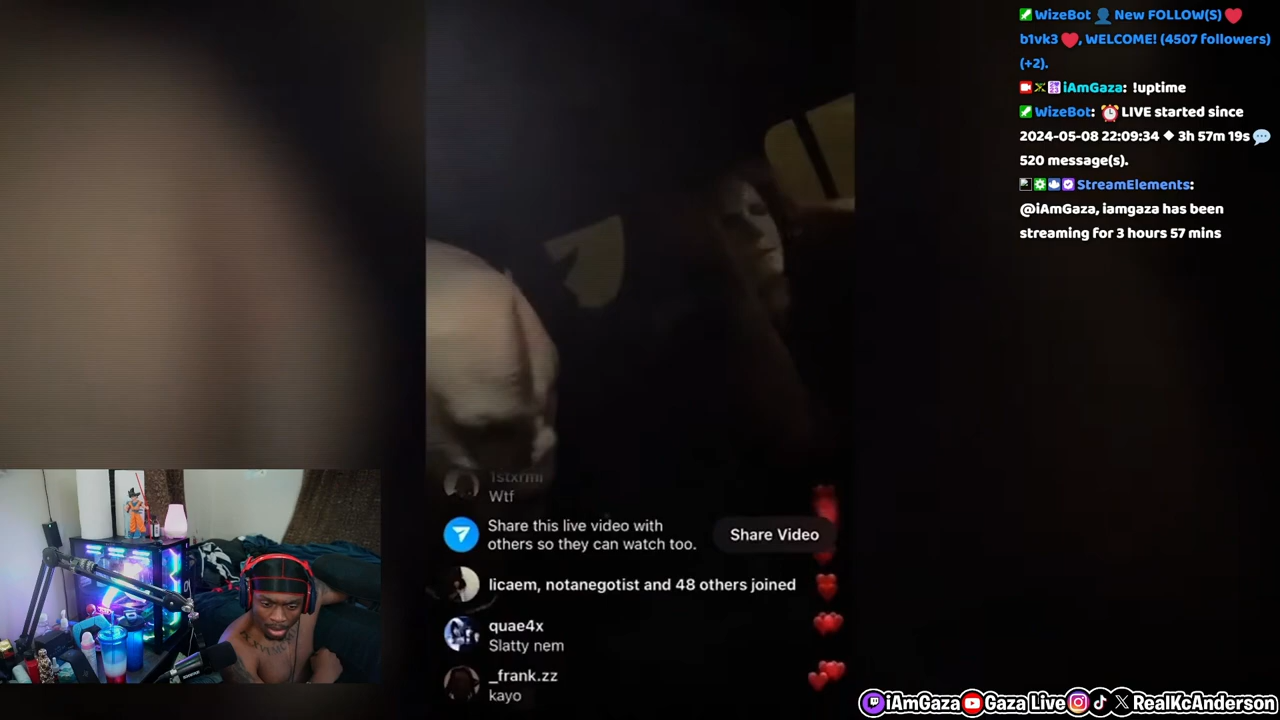 WizeBot New FOLLOW(S)
b1vk3 , WELCOME! (4507 followers)
(+2).
iAmGaza: !uptime
WizeBot: LIVE started since
2024-05-08 22:09:34 ◆ 3h 57m 19s
520 message(s).
StreamElements:
@iAmGaza, iamgaza has been
streaming for 3 hours 57 mins
1stxrmi
Wtf
Share this live video with
others so they can watch too.
Share Video
licaem, notanegotist and 48 others joined
quae4x
Slatty nem
_frank.zz
kayo
iAmGaza Gaza Live RealKcAnderson